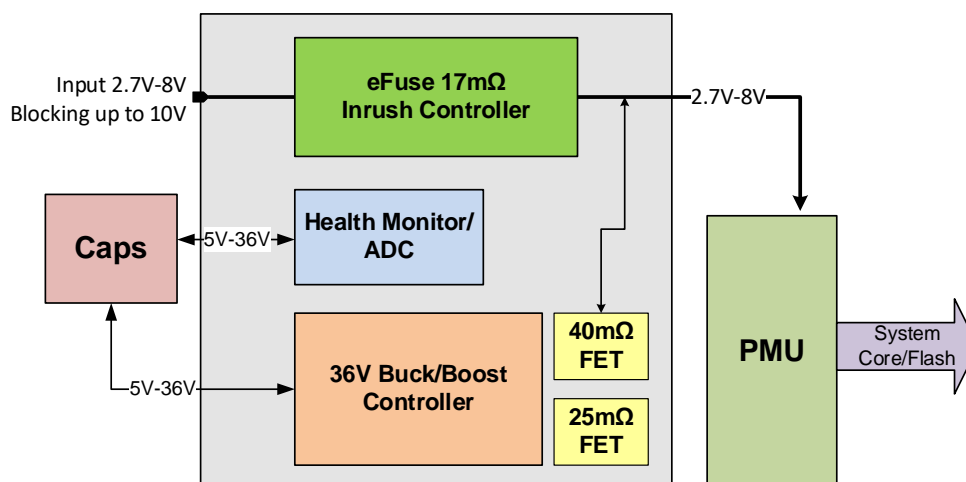 Input 2.7V-8V
Blocking up to 10V
eFuse 17mΩ
Inrush Controller
2.7V-8V
Caps
5V-36V
Health Monitor/
ADC
5V-36V
36V Buck/Boost
Controller
40mΩ
FET
25mΩ
FET
PMU
System
Core/Flash